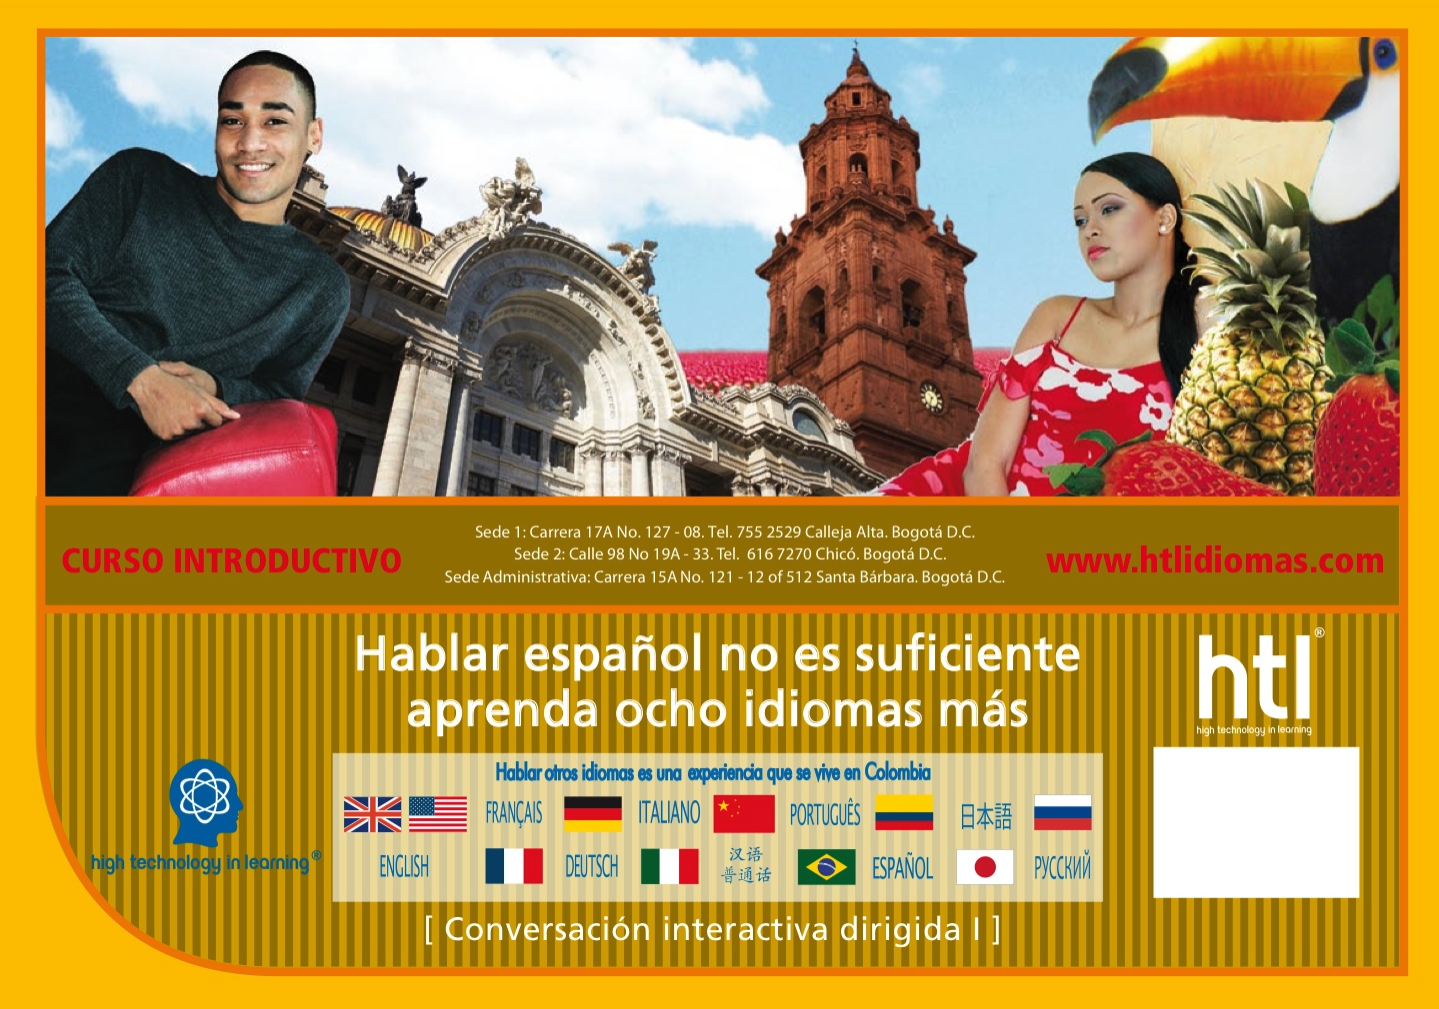 CURSO INTRODUCTIVO
Sede 1: Carrera 17A No. 127 - 08. Tel. 755 2529 Calleja Alta. Bogotá D.C.
Sede 2: Calle 98 No 19A - 33. Tel. 616 7270 Chicó. Bogotá D.C.
Sede Administrativa: Carrera 15A No. 121 - 12 of 512 Santa Bárbara. Bogotá D.C.
www.htlidiomas.com
Hablar español no es suficiente
aprenda ocho idiomas más
htl®
high technology in learning
high technology in learning®
Hablar otros idiomas es una experiencia que se vive en Colombia
FRANÇAIS ITALIANO PORTUGUÊS 日本語
ENGLISH DEUTSCH 汉语 ESPAÑOL РУССКИЙ
普通话
[ Conversación interactiva dirigida I ]